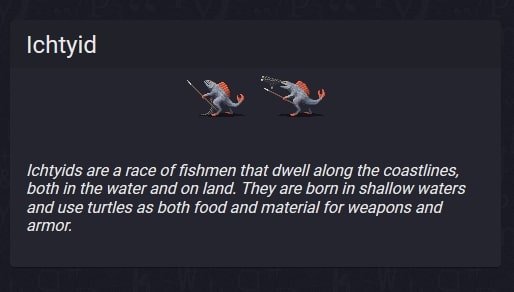 Ichtyid
Ichtyids are a race of fishmen that dwell along the coastlines,
both in the water and on land. They are born in shallow waters
and use turtles as both food and material for weapons and
armor.